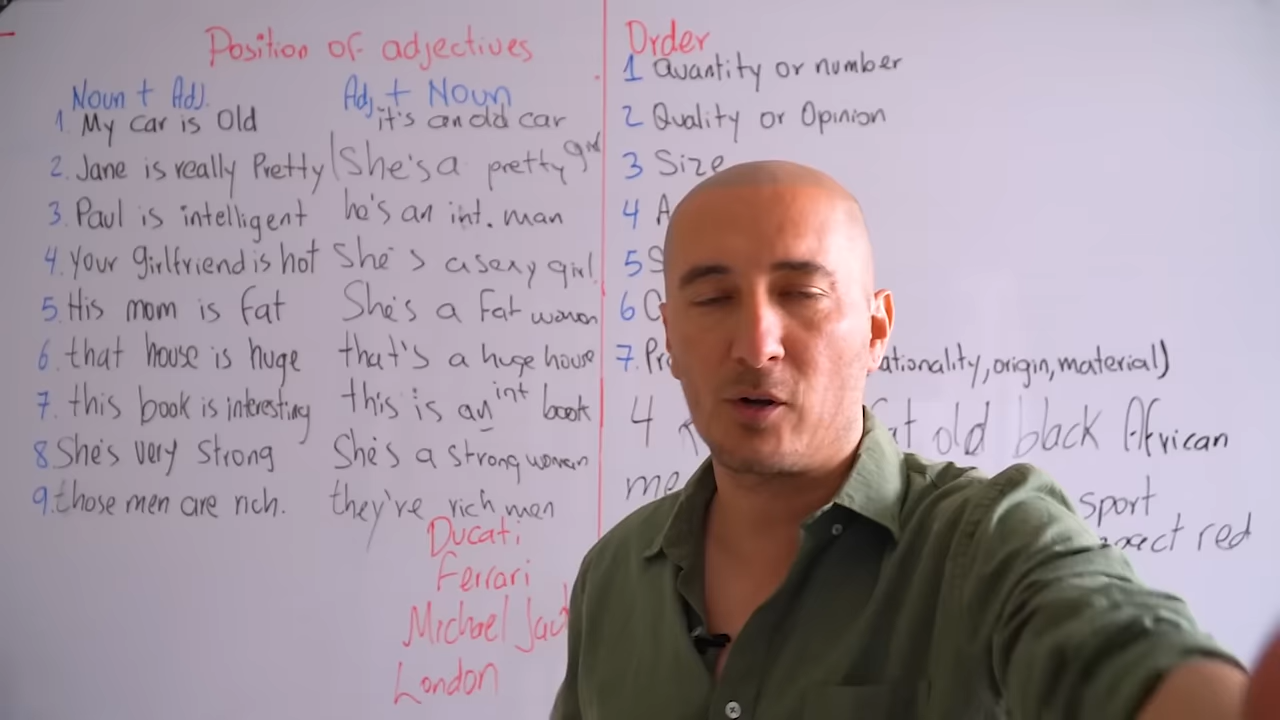 Position of adjectives
Noun + Adj.
Adj. + Noun
1. My car is Old
it's an old car
2. Jane is really Pretty
She's a pretty girl
3. Paul is intelligent
he's an int. man
4. Your girlfriend is hot
She's a sexy girl.
5. His mom is fat
She's a fat woman
6. that house is huge
that's a huge house
7. this book is interesting
this is an int book
8 She's very strong
She's a strong woman
9. those men are rich.
they're rich men
Ducati
Ferrari
Michael
London
Order
1 Quantity or number
2 Quality or Opinion
3 Size
4
5
6
7. ationality, origin, material)
4 old black African
sport
red